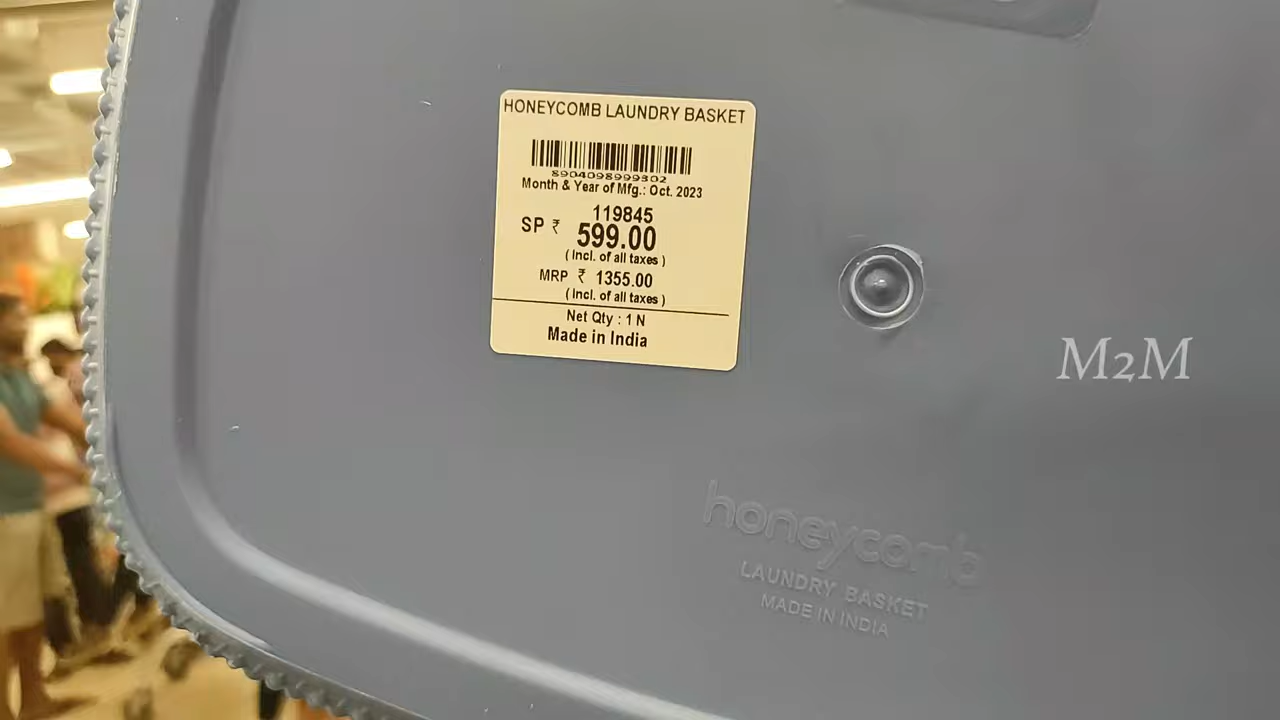 HONEYCOMB LAUNDRY BASKET
8904098999302
Month & Year of Mfg.: Oct. 2023
119845
SP ₹ 599.00
( Incl. of all taxes )
MRP ₹ 1355.00
( Incl. of all taxes )
Net Qty : 1 N
Made in India
M2M
honeycomb
LAUNDRY BASKET
MADE IN INDIA